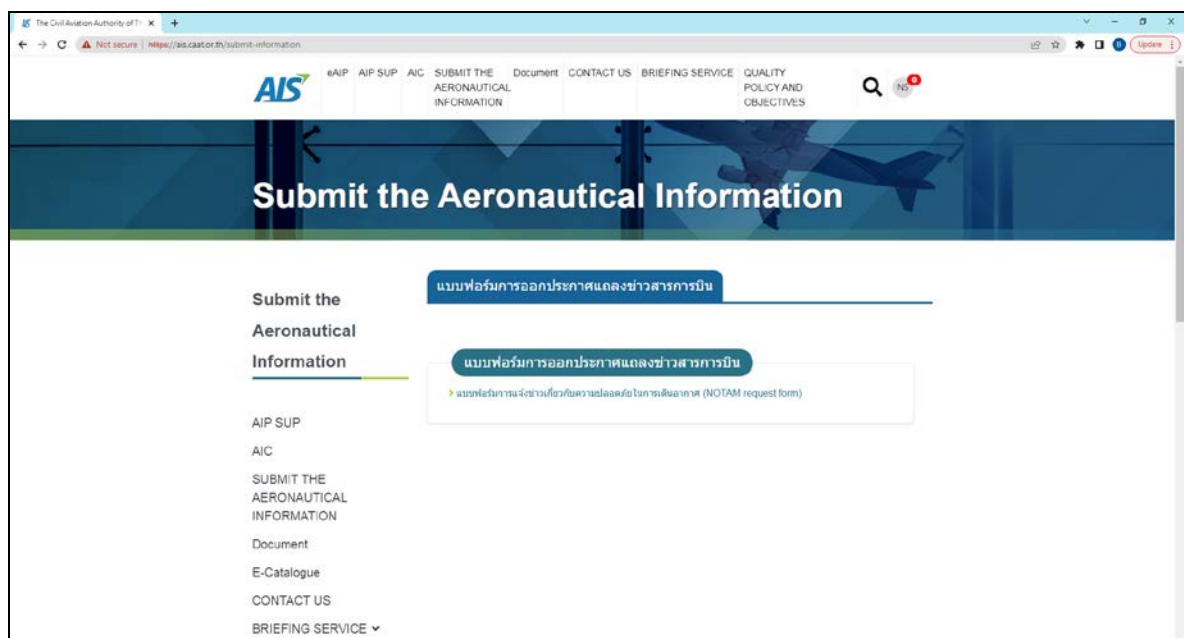 The Civil Aviation Authority of Th
Not secure | https://ais.caat.or.th/submit-information
Update
AIS
eAIP AIP SUP AIC SUBMIT THE AERONAUTICAL INFORMATION Document CONTACT US BRIEFING SERVICE QUALITY POLICY AND OBJECTIVES
NS
0
Submit the Aeronautical Information
Submit the
Aeronautical
Information
AIP SUP
AIC
SUBMIT THE
AERONAUTICAL
INFORMATION
Document
E-Catalogue
CONTACT US
BRIEFING SERVICE
แบบฟอร์มการออกประกาศแถลงข่าวสารการบิน
แบบฟอร์มการออกประกาศแถลงข่าวสารการบิน
แบบฟอร์มการแจ้งข่าวเกี่ยวกับความปลอดภัยในการเดินอากาศ (NOTAM request form)